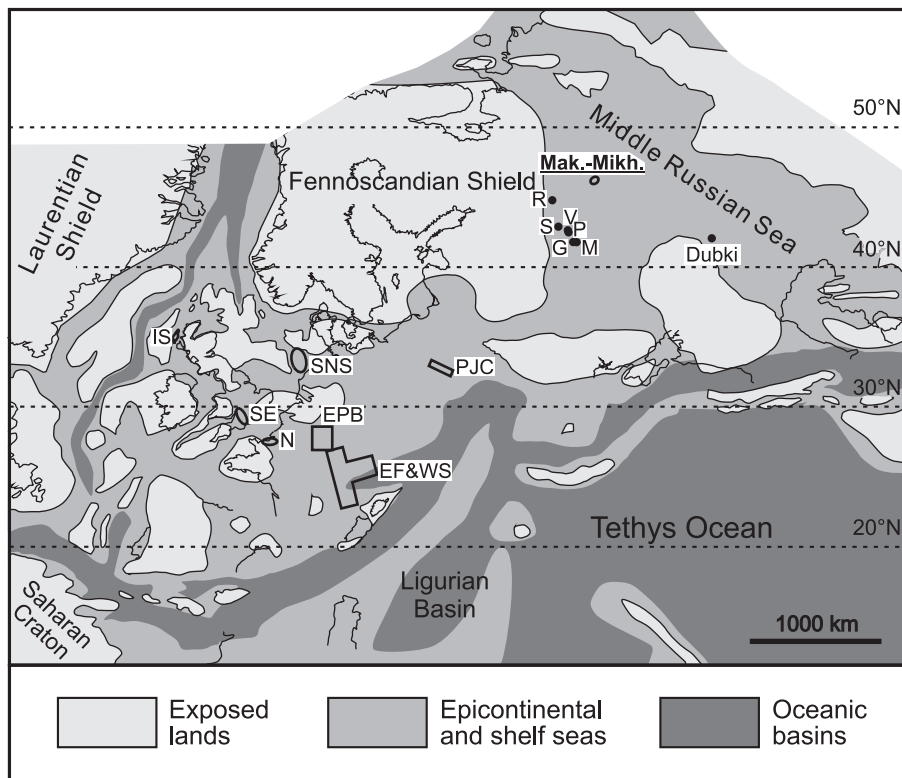 50°N
Middle Russian Sea
Mak.-Mikh.
Laurentian
Shield
Fennoscandian Shield
R
V
S
P
G
M
Dubki
40°N
IS
SNS
PJC
30°N
SE
EPB
N
EF&WS
Tethys Ocean
20°N
Ligurian
Basin
Saharan
Craton
1000 km
Exposed
lands
Epicontinental
and shelf seas
Oceanic
basins